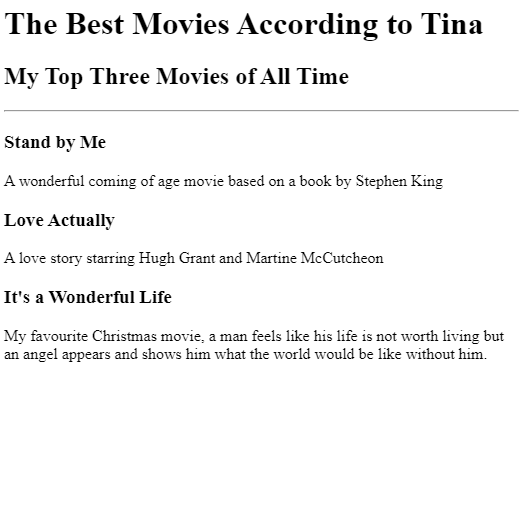 The Best Movies According to Tina
My Top Three Movies of All Time
Stand by Me
A wonderful coming of age movie based on a book by Stephen King
Love Actually
A love story starring Hugh Grant and Martine McCutcheon
It's a Wonderful Life
My favourite Christmas movie, a man feels like his life is not worth living but
an angel appears and shows him what the world would be like without him.